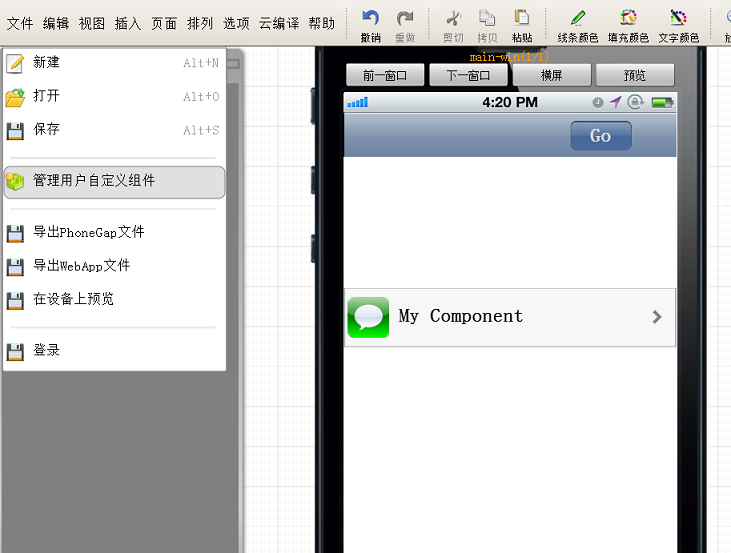 文件 编辑 视图 插入 页面 排列 选项 云编译 帮助
撤销 重做 剪切 拷贝 粘贴 线条颜色 填充颜色 文字颜色
新建 Alt+N
打开 Alt+O
保存 Alt+S
管理用户自定义组件
导出PhoneGap文件
导出WebApp文件
在设备上预览
登录
main-win(1/1)
前一窗口 下一窗口 横屏 预览
4:20 PM
Go
My Component